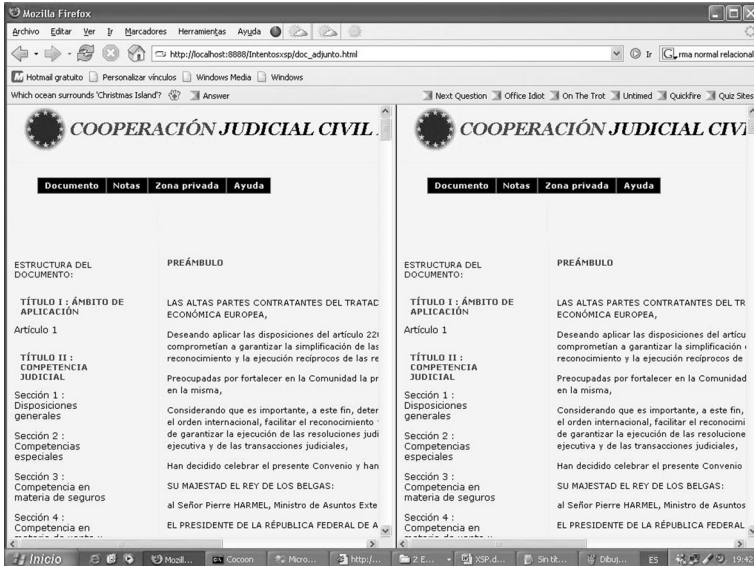 Mozilla Firefox
Archivo Editar Ver Ir Marcadores Herramientas Ayuda
http://localhost:8888/Intentosxsp/doc_adjunto.html
Ir
rma normal relacional
Hotmail gratuito Personalizar vínculos Windows Media Windows
Which ocean surrounds 'Christmas Island'? Answer Next Question Office Idiot On The Trot Untimed Quickfire Quiz Sites
COOPERACIÓN JUDICIAL CIVIL
Documento Notas Zona privada Ayuda
ESTRUCTURA DEL
DOCUMENTO:
TÍTULO I : ÁMBITO DE
APLICACIÓN
Artículo 1
TÍTULO II :
COMPETENCIA
JUDICIAL
Sección 1 :
Disposiciones
generales
Sección 2 :
Competencias
especiales
Sección 3 :
Competencia en
materia de seguros
Sección 4 :
Competencia en
PREÁMBULO
LAS ALTAS PARTES CONTRATANTES DEL TRATAD
ECONÓMICA EUROPEA,
Deseando aplicar las disposiciones del artículo 220
comprometían a garantizar la simplificación de las
reconocimiento y la ejecución recíprocos de las re
Preocupadas por fortalecer en la Comunidad la pr
en la misma,
Considerando que es importante, a este fin, deter
el orden internacional, facilitar el reconocimiento
de garantizar la ejecución de las resoluciones judi
ejecutiva y de las transacciones judiciales,
Han decidido celebrar el presente Convenio y han
SU MAJESTAD EL REY DE LOS BELGAS:
al Señor Pierre HARMEL, Ministro de Asuntos Exte
EL PRESIDENTE DE LA RÉPUBLICA FEDERAL DE A
COOPERACIÓN JUDICIAL CIVI
Documento Notas Zona privada Ayuda
ESTRUCTURA DEL
DOCUMENTO:
TÍTULO I : ÁMBITO DE
APLICACIÓN
Artículo 1
TÍTULO II :
COMPETENCIA
JUDICIAL
Sección 1 :
Disposiciones
generales
Sección 2 :
Competencias
especiales
Sección 3 :
Competencia en
materia de seguros
Sección 4 :
Competencia en
PREÁMBULO
LAS ALTAS PARTES CONTRATANTES DEL TR
ECONÓMICA EUROPEA,
Deseando aplicar las disposiciones del artícu
comprometían a garantizar la simplificación
reconocimiento y la ejecución recíprocos de
Preocupadas por fortalecer en la Comunidad
en la misma,
Considerando que es importante, a este fin,
el orden internacional, facilitar el reconocimi
de garantizar la ejecución de las resolucione
ejecutiva y de las transacciones judiciales,
Han decidido celebrar el presente Convenio
SU MAJESTAD EL REY DE LOS BELGAS:
al Señor Pierre HARMEL, Ministro de Asuntos
EL PRESIDENTE DE LA RÉPUBLICA FEDERAL
Inicio Mozill... Cocoon Micro... http:/... 2 E... XSP.d... Sin tít... Dibuj... ES 19:42